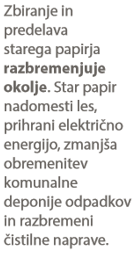 Zbiranje in
predelava
starega papirja
razbremenjuje
okolje. Star papir
nadomesti les,
prihrani električno
energijo, zmanjša
obremenitev
komunalne
deponije odpadkov
in razbremeni
čistilne naprave.